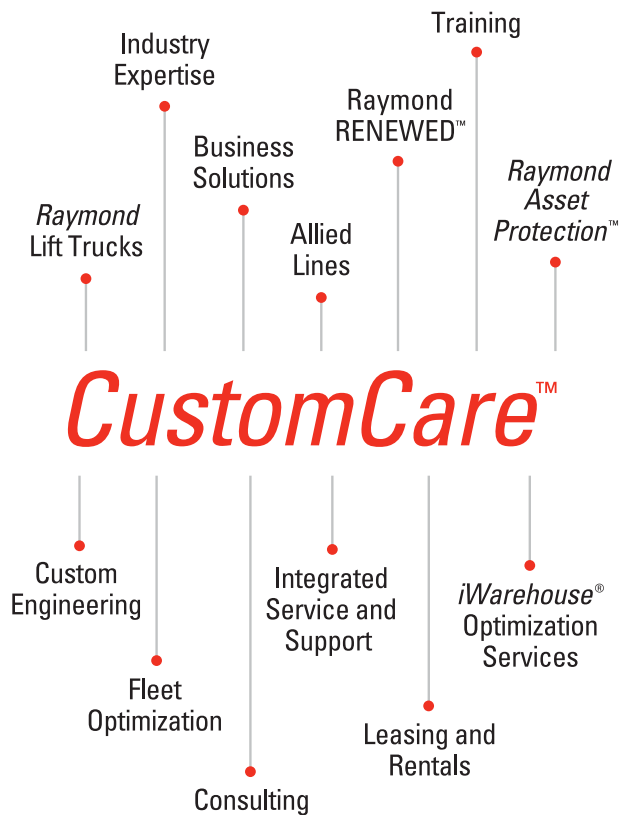 Training
Industry
Expertise
Raymond
RENEWED™
Business
Solutions
Raymond
Asset
Protection™
Raymond
Lift Trucks
Allied
Lines
CustomCare™
Custom
Engineering
Integrated
Service and
Support
iWarehouse®
Optimization
Services
Fleet
Optimization
Leasing and
Rentals
Consulting